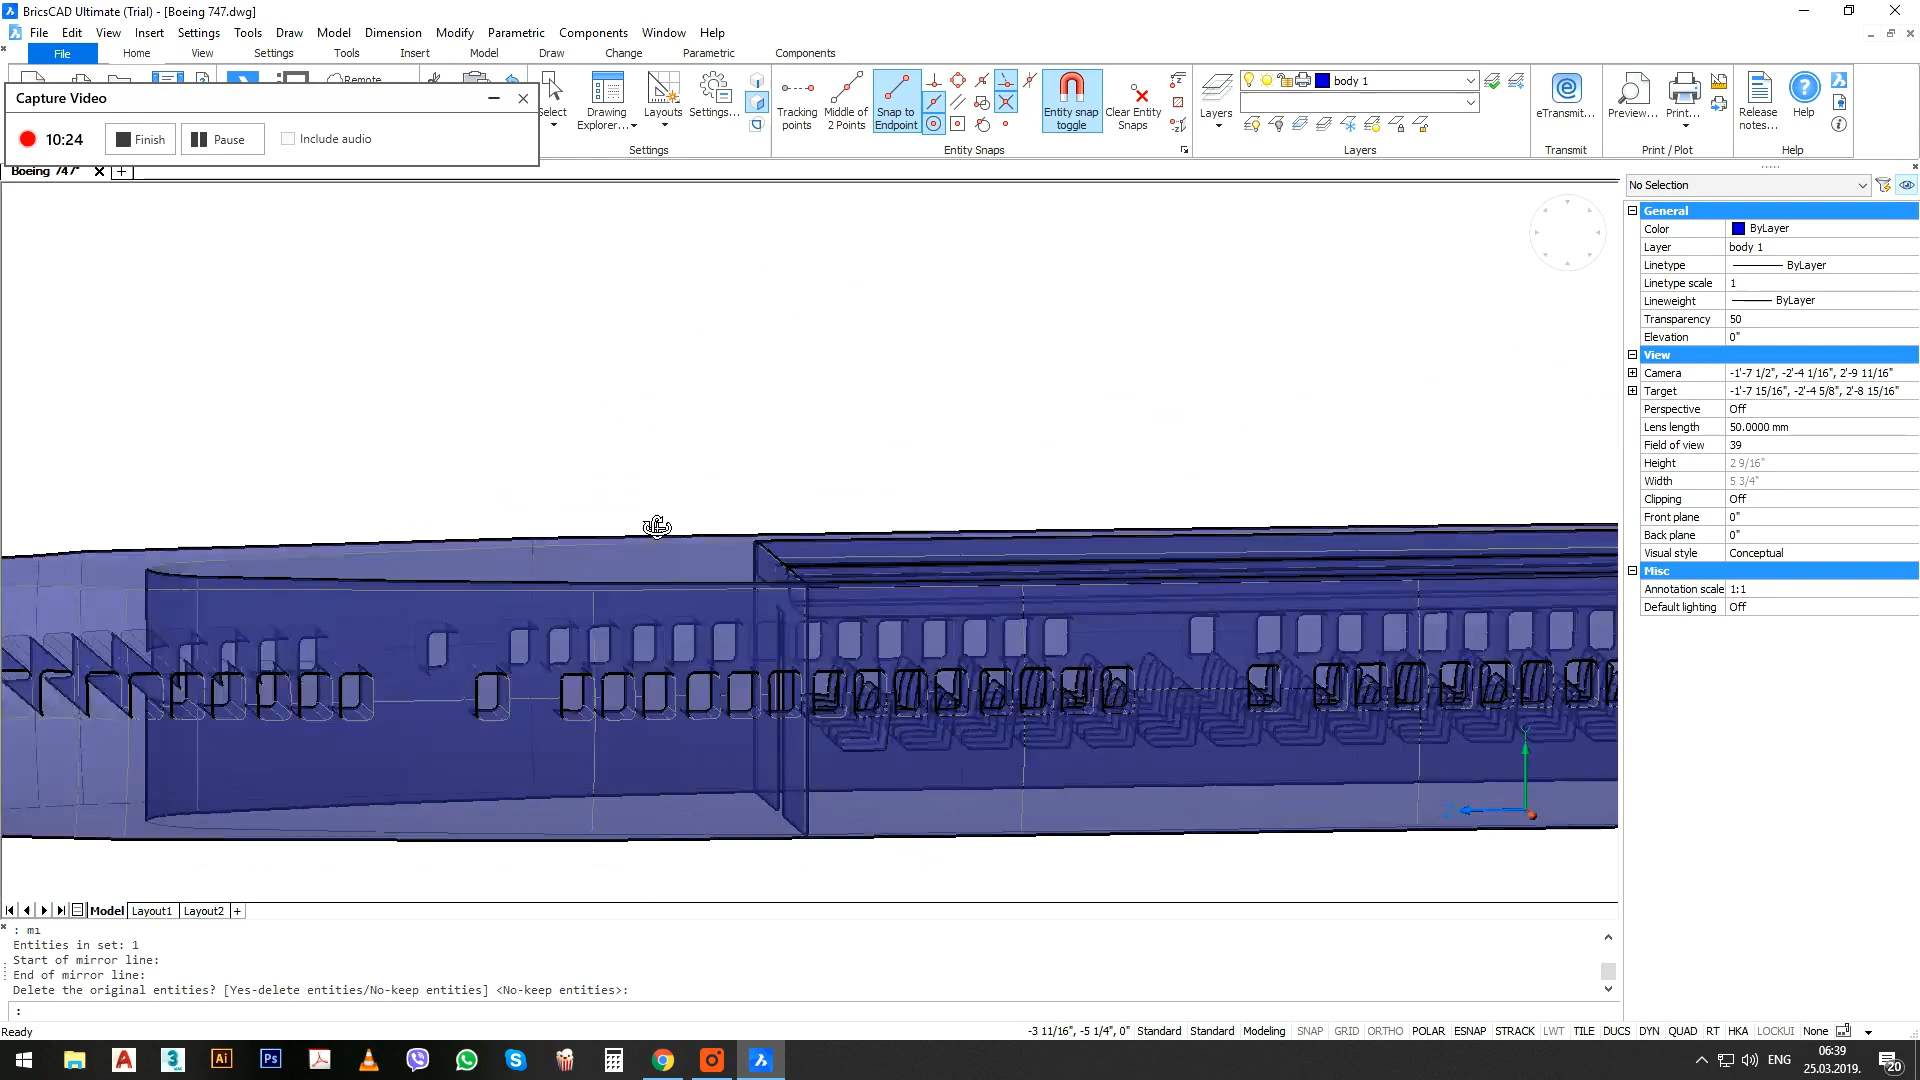 BricsCAD Ultimate (Trial) - [Boeing 747.dwg]
File Edit View Insert Settings Tools Draw Model Dimension Modify Parametric Components Window Help
File Home View Settings Tools Insert Model Draw Change Parametric Components
Remote
Capture Video
10:24 Finish Pause Include audio
Select
Drawing Explorer...
Layouts
Settings...
Settings
Tracking points
Middle of 2 Points
Snap to Endpoint
Entity snap toggle
Clear Entity Snaps
Entity Snaps
Layers
body 1
Layers
eTransmit...
Transmit
Preview...
Print...
Print / Plot
Release notes...
Help
Help
Boeing 747*
No Selection
General
Color ByLayer
Layer body 1
Linetype ByLayer
Linetype scale 1
Lineweight ByLayer
Transparency 50
Elevation 0"
View
Camera -1'-7 1/2", -2'-4 1/16", 2'-9 11/16"
Target -1'-7 15/16", -2'-4 5/8", 2'-8 15/16"
Perspective Off
Lens length 50.0000 mm
Field of view 39
Height 2 9/16"
Width 5 3/4"
Clipping Off
Front plane 0"
Back plane 0"
Visual style Conceptual
Misc
Annotation scale 1:1
Default lighting Off
Y
Z
Model Layout1 Layout2 +
: mi
Entities in set: 1
Start of mirror line:
End of mirror line:
Delete the original entities? [Yes-delete entities/No-keep entities] <No-keep entities>:
:
Ready
-3 11/16", -5 1/4", 0" Standard Standard Modeling SNAP GRID ORTHO POLAR ESNAP STRACK LWT TILE DUCS DYN QUAD RT HKA LOCKUI None
Ai Ps
ENG
06:39
25.03.2019.
20